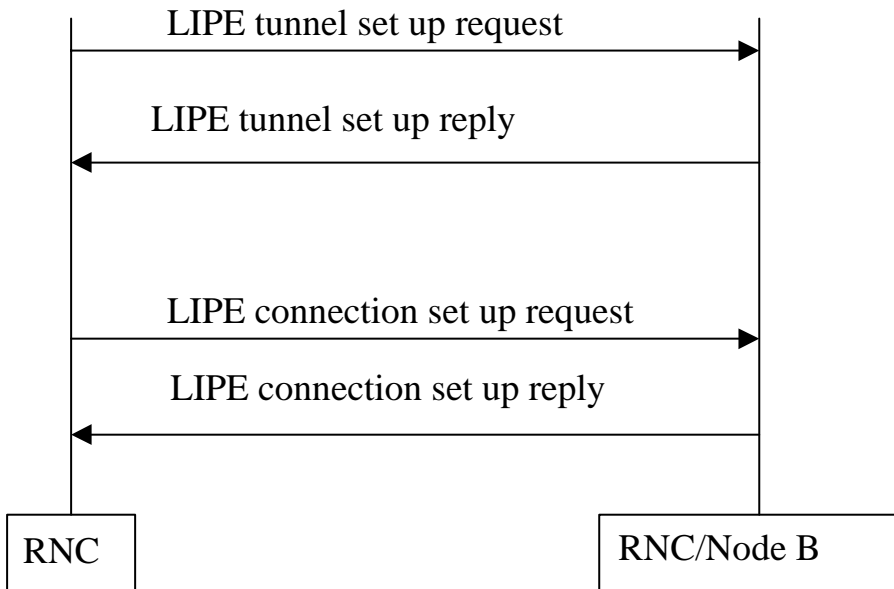 LIPE tunnel set up request
LIPE tunnel set up reply
LIPE connection set up request
LIPE connection set up reply
RNC
RNC/Node B